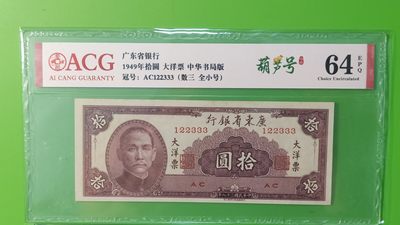 ACG
AI CANG GUARANTY
广东省银行
1949年拾圆 大洋票 中华书局版
冠号: AC122333 (数三 全小号)
葫芦号
64
EPQ
Choice Uncirculated
拾
行銀省東廣
拾
122333
122333
大洋票
圓拾
大洋票
拾
AC
AC
拾